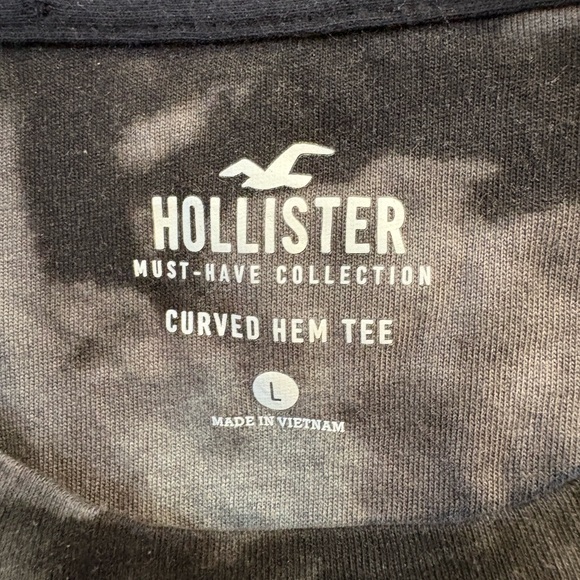 HOLLISTER
MUST-HAVE COLLECTION
CURVED HEM TEE
L
MADE IN VIETNAM